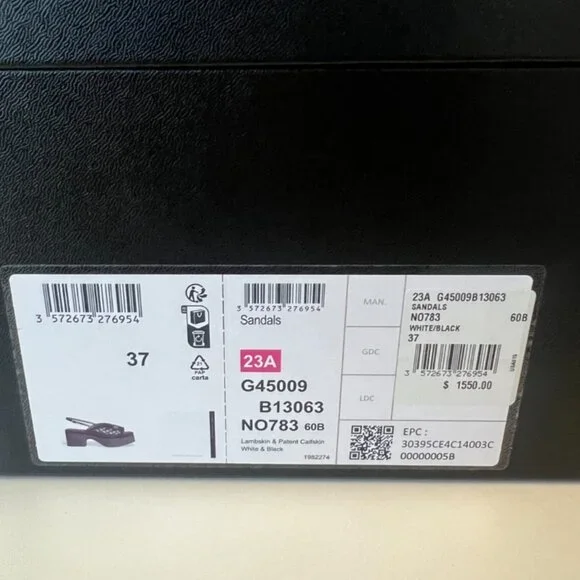 3 572673 276954
37
21
PAP
carta
3 572673 276954
Sandals
23A
G45009
B13063
NO783 60B
Lambskin & Patent Calfskin
White & Black
1982274
MAN.
GDC
LDC
23A G45009B13063
SANDALS
NO783 60B
WHITE/BLACK
37
3 572673 276954
$ 1550.00
EPC :
30395CE4C14003C
00000005B